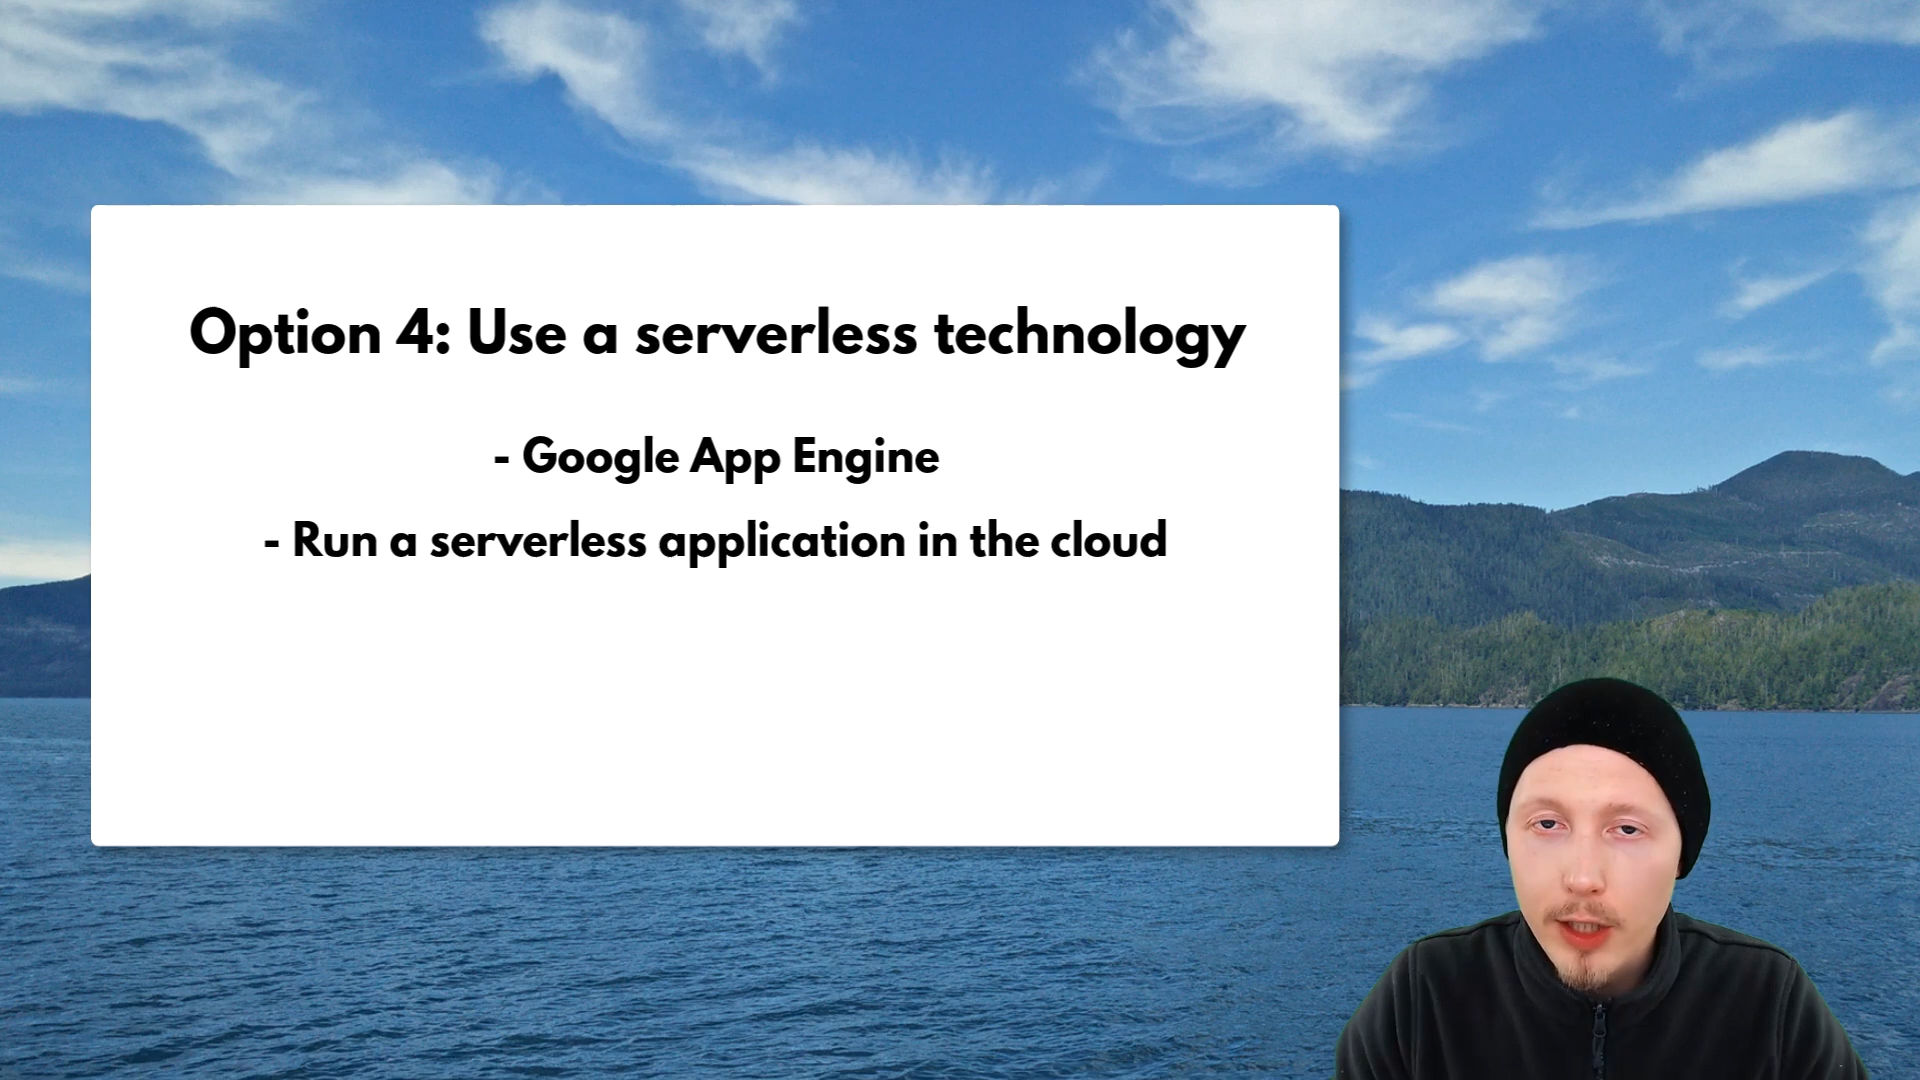 Option 4: Use a serverless technology
- Google App Engine
- Run a serverless application in the cloud